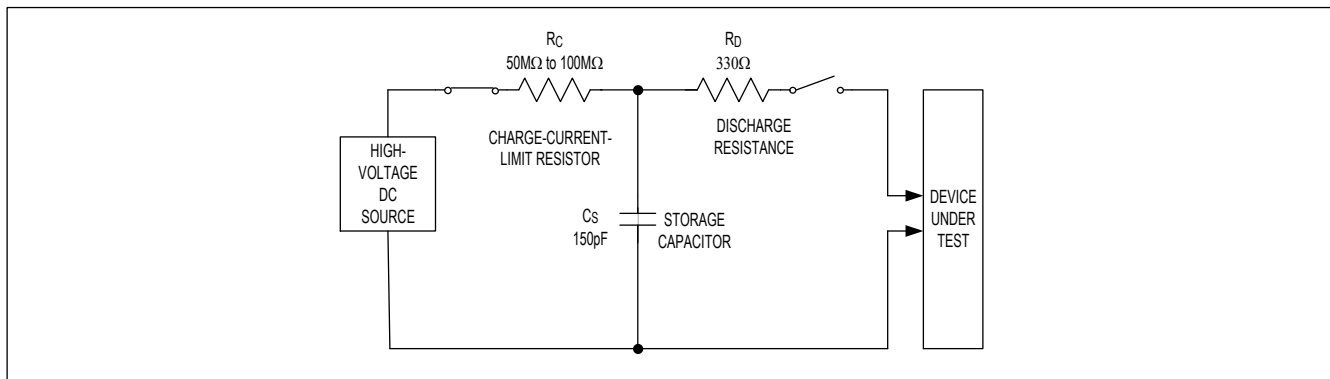 RC
50MΩ to 100MΩ
RD
330Ω
CHARGE-CURRENT-
LIMIT RESISTOR
DISCHARGE
RESISTANCE
HIGH-
VOLTAGE
DC
SOURCE
CS
150pF
STORAGE
CAPACITOR
DEVICE
UNDER
TEST